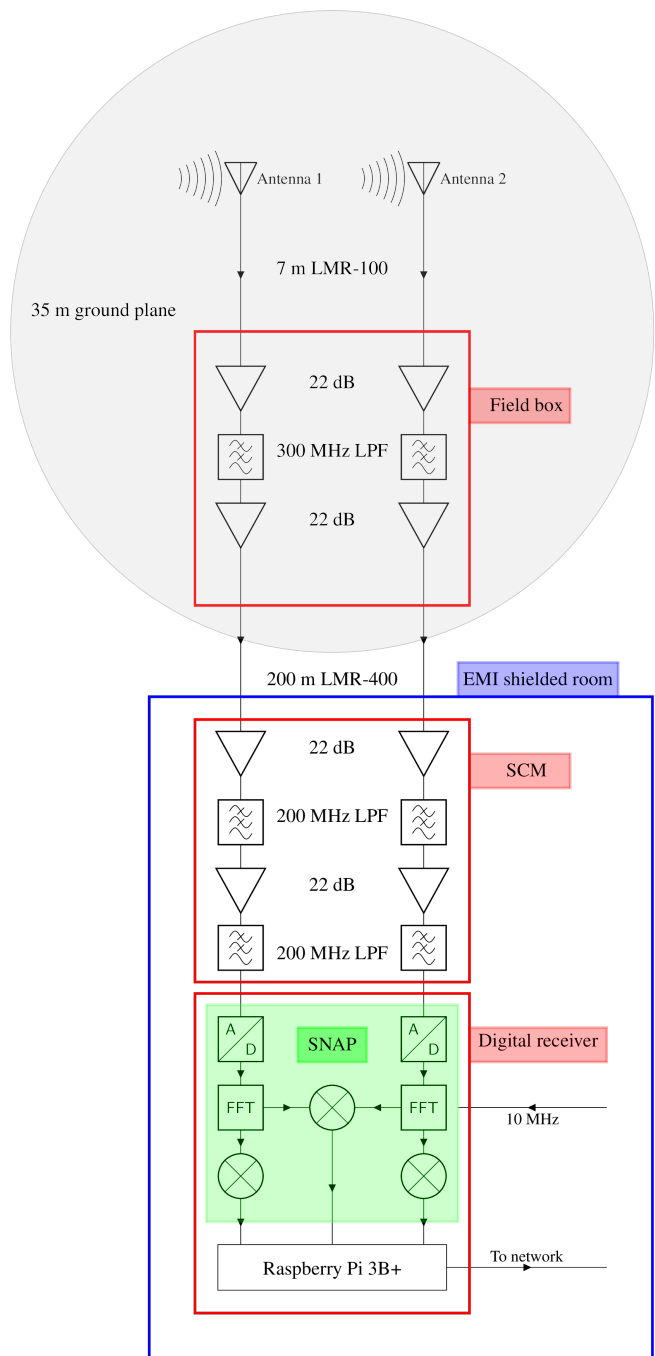 Antenna 1
Antenna 2
7 m LMR-100
35 m ground plane
22 dB
Field box
300 MHz LPF
22 dB
200 m LMR-400
EMI shielded room
22 dB
SCM
200 MHz LPF
22 dB
200 MHz LPF
A
D
SNAP
A
D
Digital receiver
FFT
FFT
10 MHz
To network
Raspberry Pi 3B+